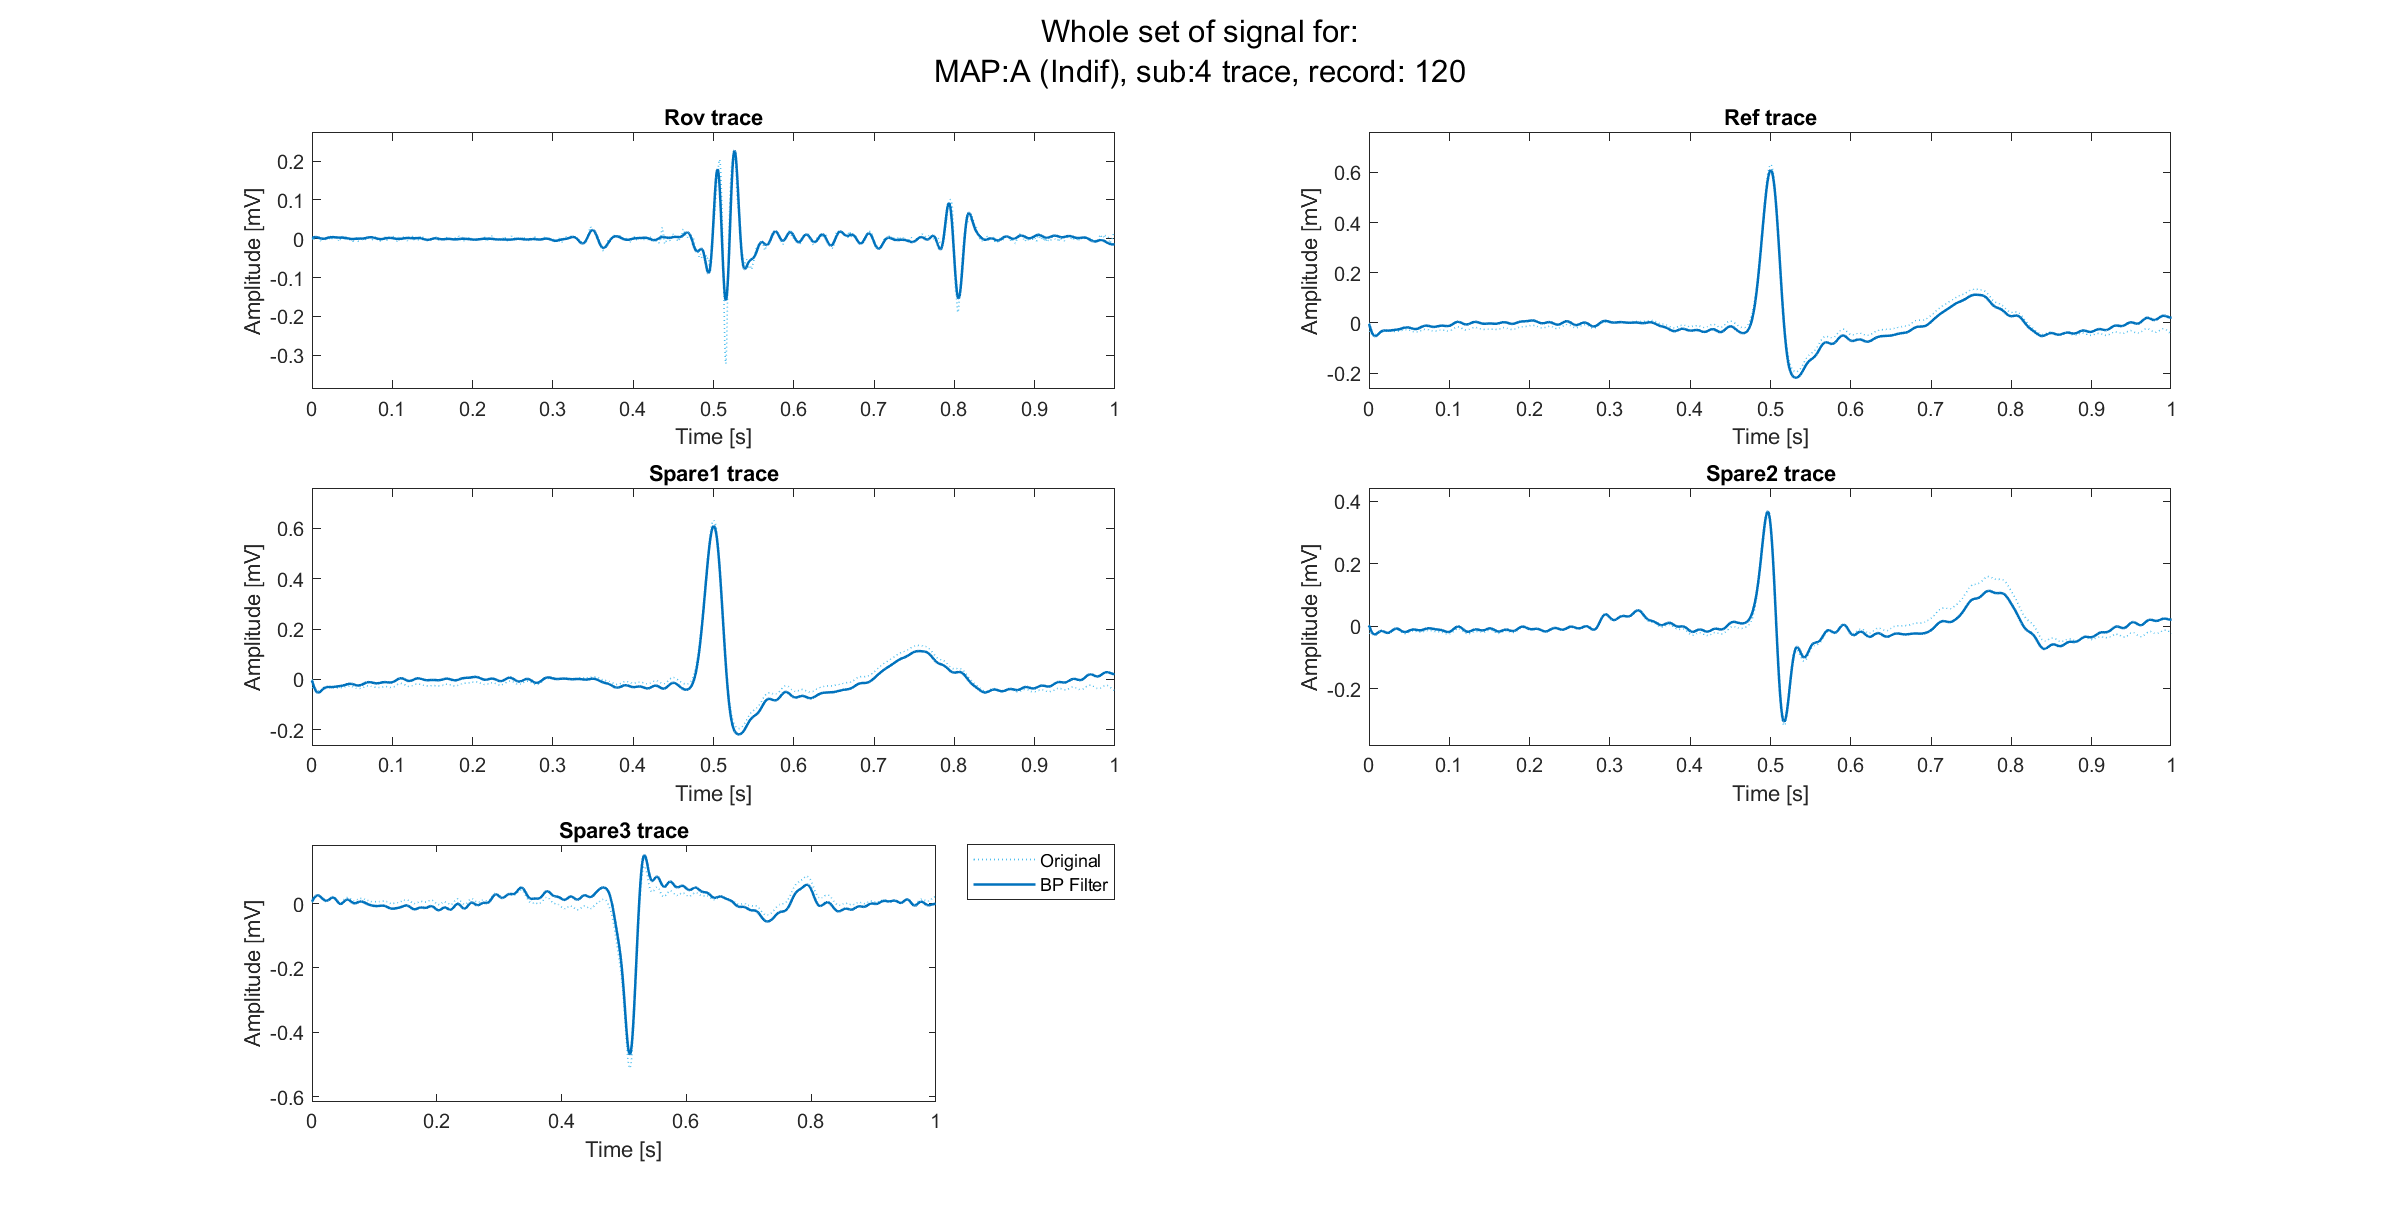 Whole set of signal for:
MAP:A (Indif), sub:4 trace, record: 120
Rov trace
Amplitude [mV]
0.2
0.1
0
-0.1
-0.2
-0.3
0 0.1 0.2 0.3 0.4 0.5 0.6 0.7 0.8 0.9 1
Time [s]
Ref trace
Amplitude [mV]
0.6
0.4
0.2
0
-0.2
0 0.1 0.2 0.3 0.4 0.5 0.6 0.7 0.8 0.9 1
Time [s]
Spare1 trace
Amplitude [mV]
0.6
0.4
0.2
0
-0.2
0 0.1 0.2 0.3 0.4 0.5 0.6 0.7 0.8 0.9 1
Time [s]
Spare2 trace
Amplitude [mV]
0.4
0.2
0
-0.2
0 0.1 0.2 0.3 0.4 0.5 0.6 0.7 0.8 0.9 1
Time [s]
Spare3 trace
Amplitude [mV]
0
-0.2
-0.4
-0.6
0 0.2 0.4 0.6 0.8 1
Time [s]
Original
BP Filter